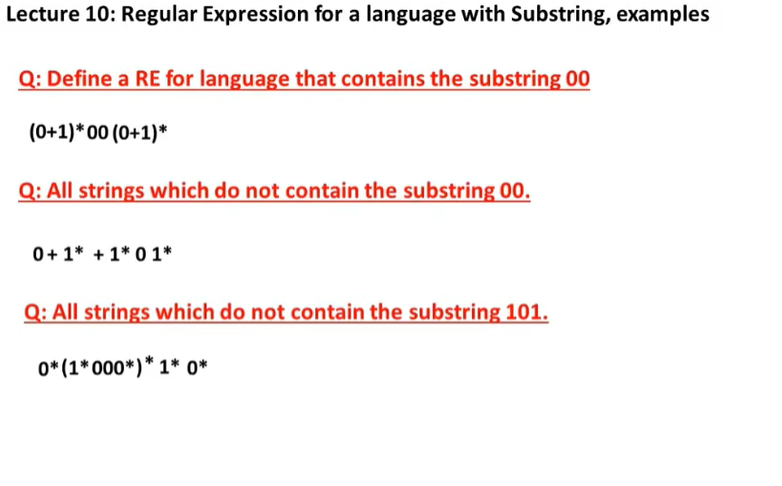 Lecture 10: Regular Expression for a language with Substring, examples
Q: Define a RE for language that contains the substring 00
(0+1)*00 (0+1)*
Q: All strings which do not contain the substring 00.
0+ 1* + 1* 0 1*
Q: All strings which do not contain the substring 101.
0*(1*000*)* 1* 0*